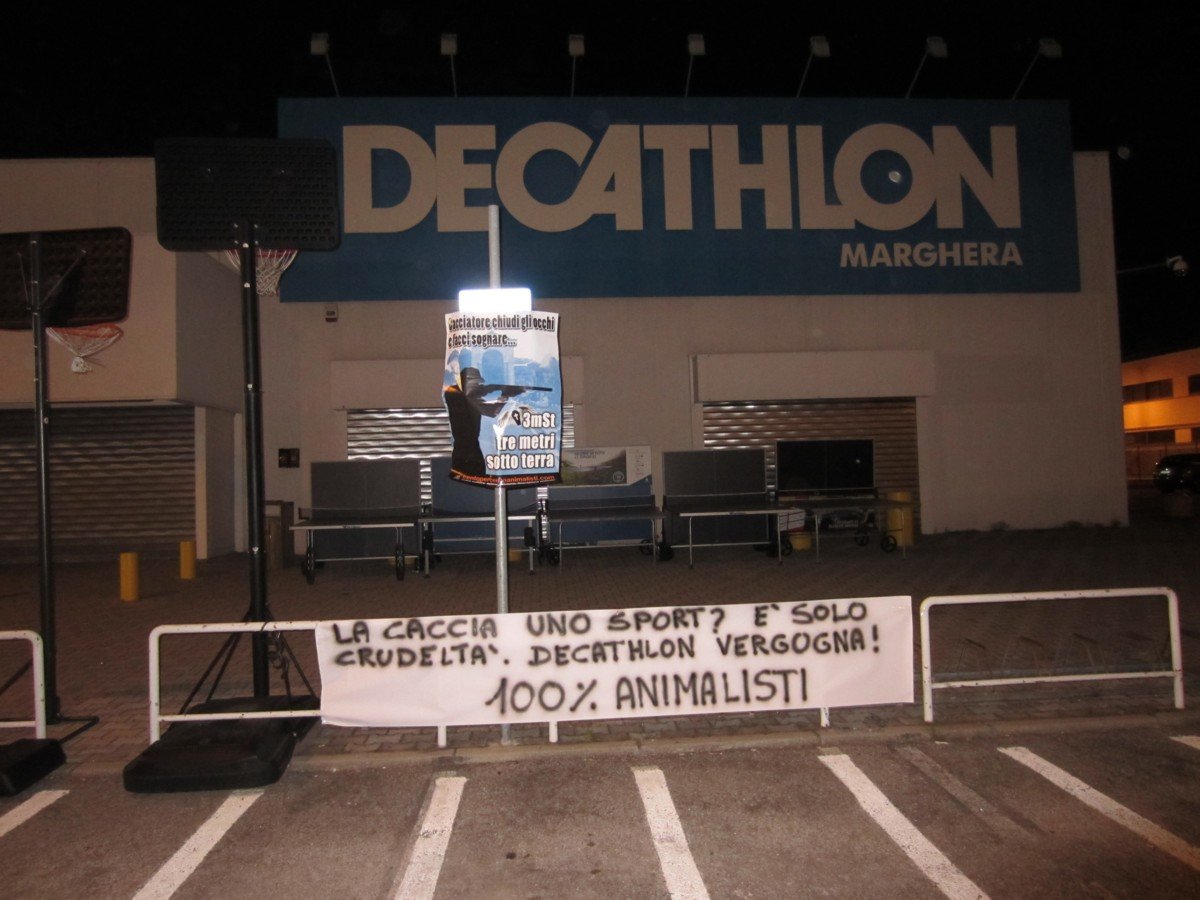 DECATHLON
MARGHERA
Cacciatore chiudi gli occhi
e facci sognare...
3mSt
tre metri
sotto terra
LA CACCIA UNO SPORT? E' SOLO
CRUDELTA'. DECATHLON VERGOGNA!
100% ANIMALISTI